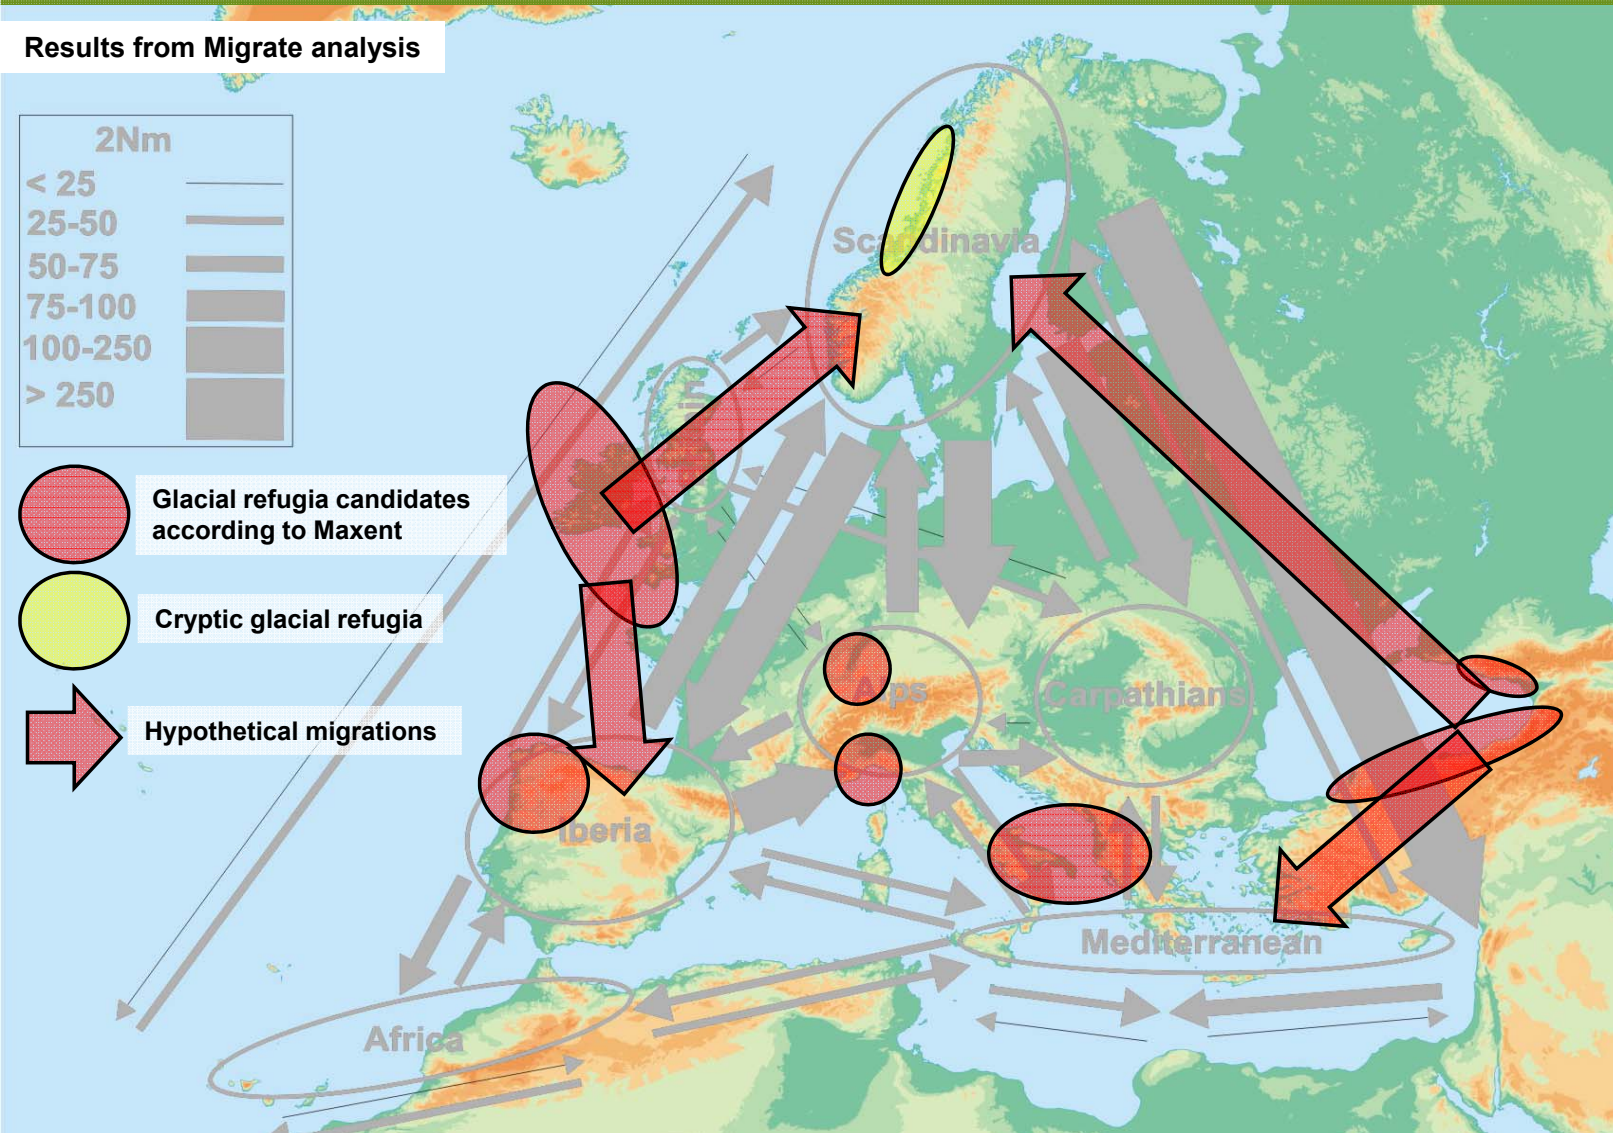 Results from Migrate analysis
2Nm
< 25
25-50
50-75
75-100
100-250
> 250
Glacial refugia candidates
according to Maxent
Cryptic glacial refugia
Hypothetical migrations
Scandinavia
Alps
Carpathians
Iberia
Mediterranean
Africa